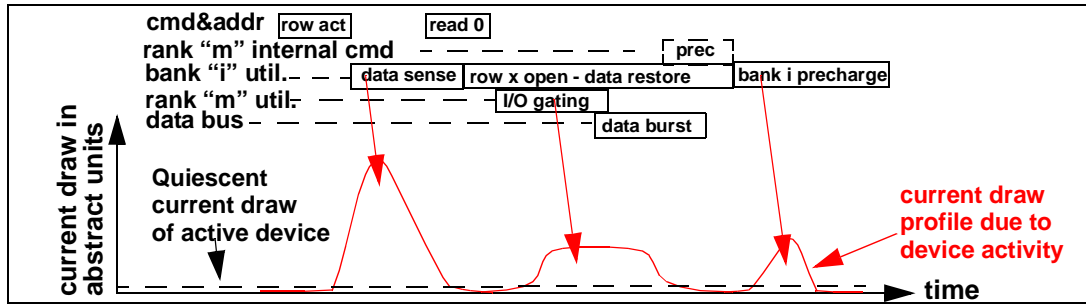 cmd&addr row act read 0
rank “m” internal cmd prec
bank “i” util. data sense row x open - data restore bank i precharge
rank “m” util. I/O gating
data bus data burst
current draw in
abstract units
Quiescent
current draw
of active device
current draw
profile due to
device activity
time